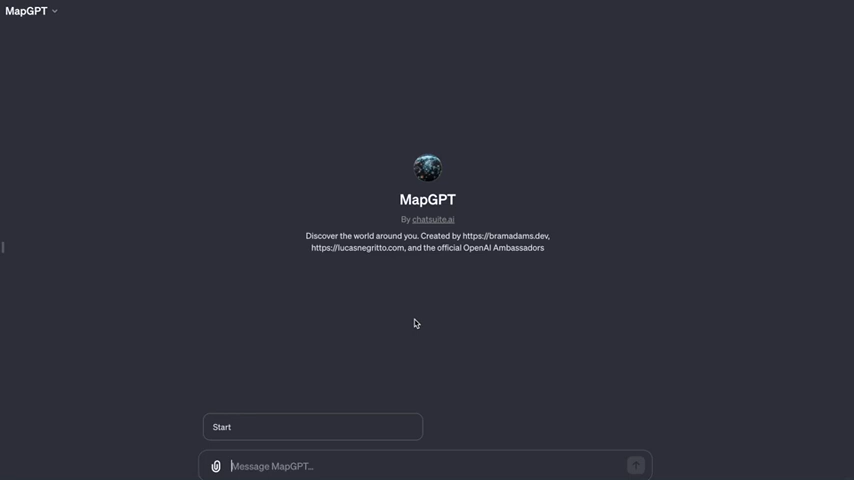 MapGPT
MapGPT
By chatsuite.ai
Discover the world around you. Created by https://bramadams.dev,
https://lucasnegritto.com, and the official OpenAI Ambassadors
Start
Message MapGPT...